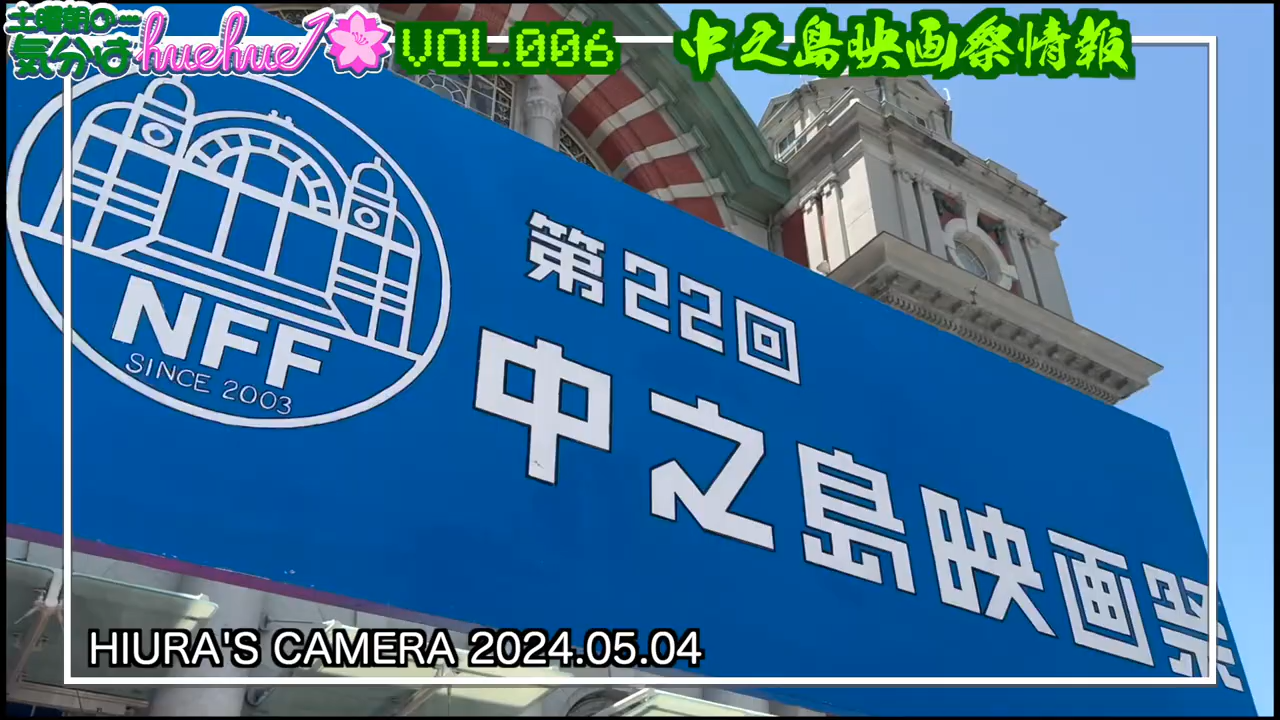 土曜朝の…
気分はhuehue↗
VOL.006 中之島映画祭情報
NFF
SINCE 2003
第22回
中之島映画祭
HIURA'S CAMERA 2024.05.04